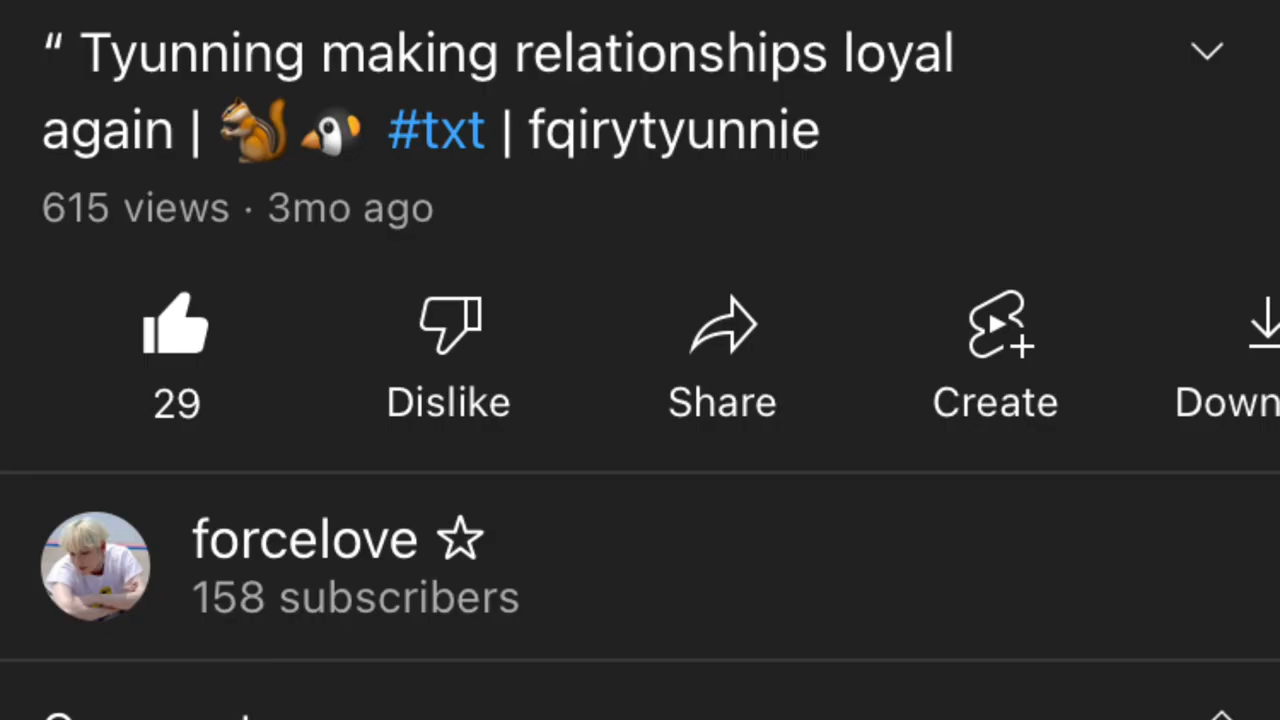 “ Tyunning making relationships loyal
again | 🐿️🐧 #txt | fqirytyunnie
615 views · 3mo ago
29 Dislike Share Create Down
forcelove ☆
158 subscribers